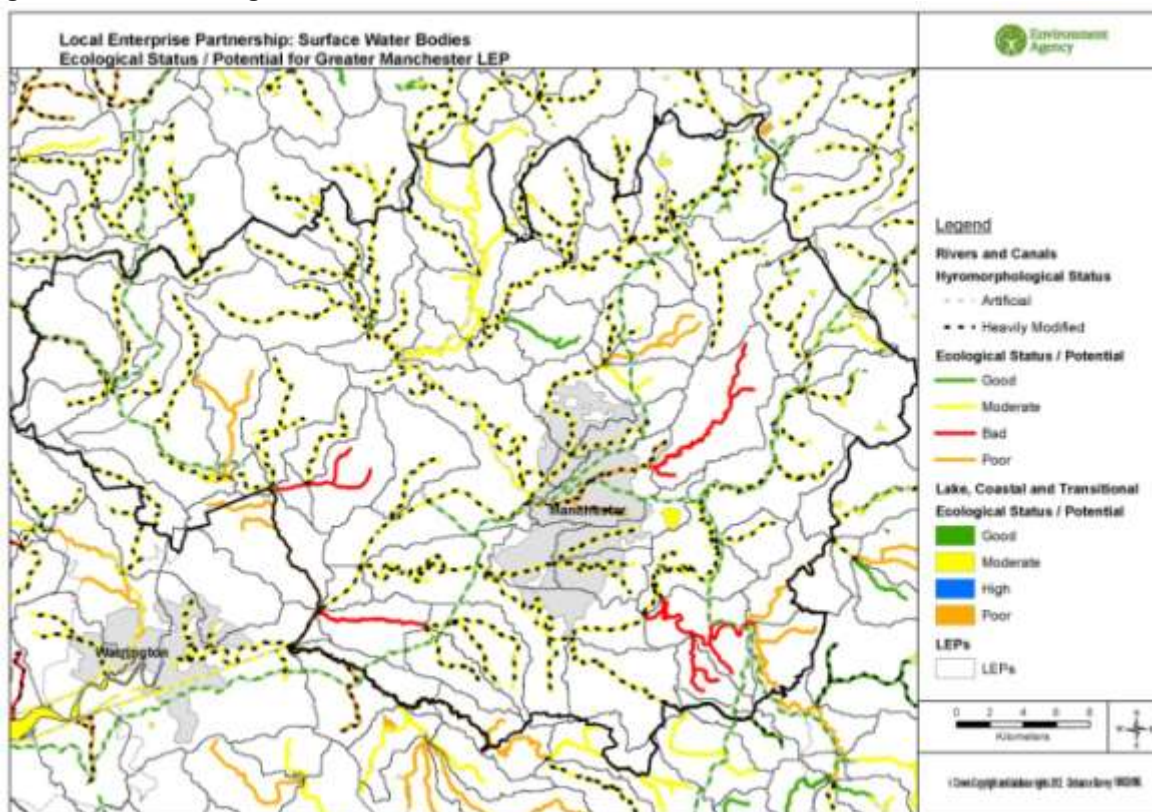 Local Enterprise Partnership: Surface Water Bodies
Ecological Status / Potential for Greater Manchester LEP
Environment
Agency
Legend
Rivers and Canals
Hyromorphological Status
Artificial
Heavily Modified
Ecological Status / Potential
Good
Moderate
Bad
Poor
Lake, Coastal and Transitional
Ecological Status / Potential
Good
Moderate
High
Poor
LEPs
LEPs
0 2 4 6 8
Kilometers
Manchester
Warrington